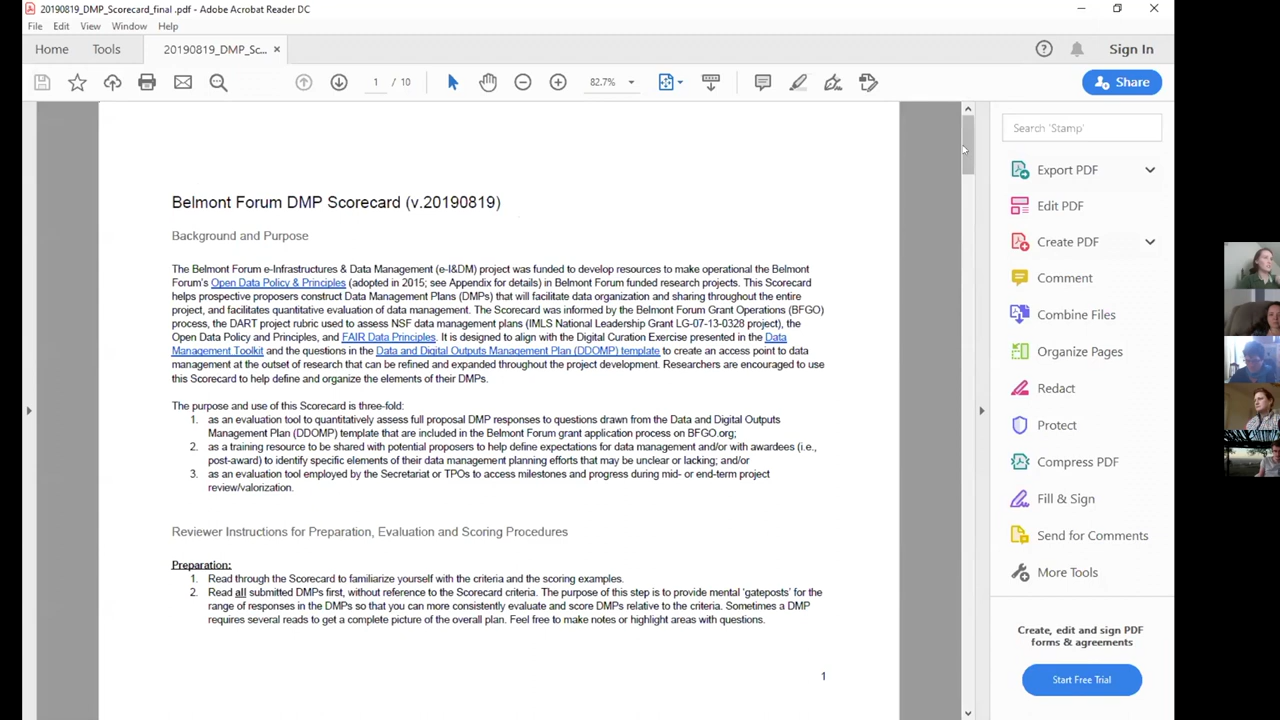 20190819_DMP_Scorecard_final .pdf - Adobe Acrobat Reader DC
File Edit View Window Help
Home Tools 20190819_DMP_Sc... × Sign In
1 / 10 82.7% Share
Belmont Forum DMP Scorecard (v.20190819)
Background and Purpose
The Belmont Forum e-Infrastructures & Data Management (e-I&DM) project was funded to develop resources to make operational the Belmont
Forum's Open Data Policy & Principles (adopted in 2015; see Appendix for details) in Belmont Forum funded research projects. This Scorecard
helps prospective proposers construct Data Management Plans (DMPs) that will facilitate data organization and sharing throughout the entire
project, and facilitates quantitative evaluation of data management. The Scorecard was informed by the Belmont Forum Grant Operations (BFGO)
process, the DART project rubric used to assess NSF data management plans (IMLS National Leadership Grant LG-07-13-0328 project), the
Open Data Policy and Principles, and FAIR Data Principles. It is designed to align with the Digital Curation Exercise presented in the Data
Management Toolkit and the questions in the Data and Digital Outputs Management Plan (DDOMP) template to create an access point to data
management at the outset of research that can be refined and expanded throughout the project development. Researchers are encouraged to use
this Scorecard to help define and organize the elements of their DMPs.
The purpose and use of this Scorecard is three-fold:
1. as an evaluation tool to quantitatively assess full proposal DMP responses to questions drawn from the Data and Digital Outputs
Management Plan (DDOMP) template that are included in the Belmont Forum grant application process on BFGO.org;
2. as a training resource to be shared with potential proposers to help define expectations for data management and/or with awardees (i.e.,
post-award) to identify specific elements of their data management planning efforts that may be unclear or lacking; and/or
3. as an evaluation tool employed by the Secretariat or TPOs to access milestones and progress during mid- or end-term project
review/valorization.
Reviewer Instructions for Preparation, Evaluation and Scoring Procedures
Preparation:
1. Read through the Scorecard to familiarize yourself with the criteria and the scoring examples.
2. Read all submitted DMPs first, without reference to the Scorecard criteria. The purpose of this step is to provide mental 'gateposts' for the
range of responses in the DMPs so that you can more consistently evaluate and score DMPs relative to the criteria. Sometimes a DMP
requires several reads to get a complete picture of the overall plan. Feel free to make notes or highlight areas with questions.
1
Search 'Stamp'
Export PDF
Edit PDF
Create PDF
Comment
Combine Files
Organize Pages
Redact
Protect
Compress PDF
Fill & Sign
Send for Comments
More Tools
Create, edit and sign PDF
forms & agreements
Start Free Trial